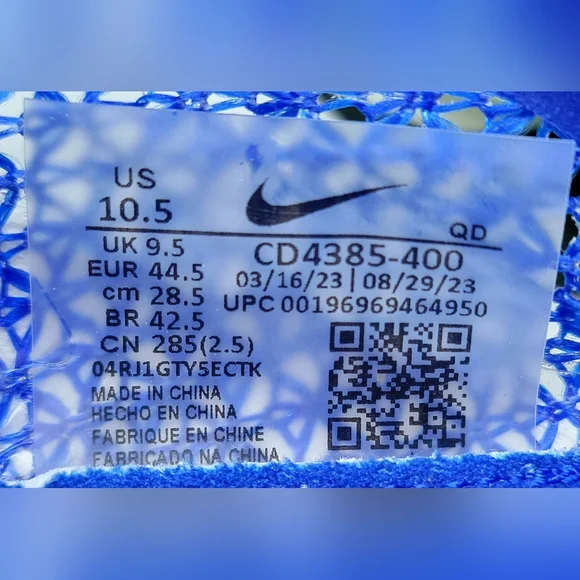 US
10.5
QD
UK 9.5
EUR 44.5
cm 28.5
BR 42.5
CN 285(2.5)
04RJ1GTY5ECTK
CD4385-400
03/16/23 | 08/29/23
UPC 00196969464950
MADE IN CHINA
HECHO EN CHINA
FABRIQUE EN CHINE
FABRICADO NA CHINA